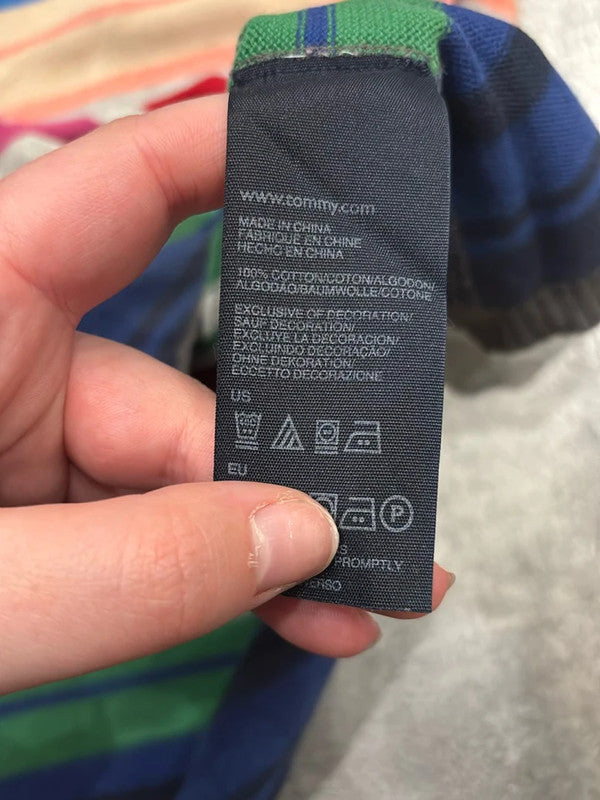 www.tommy.com
MADE IN CHINA
FABRIQUE EN CHINE
HECHO EN CHINA
100% COTTON/COTON/ALGODON/
ALGODÃO/BAUMWOLLE/COTONE
EXCLUSIVE OF DECORATION/
SAUF DECORATION/
EXCLUYE LA DECORACION/
EXCLUINDO DECORAÇÃO/
OHNE DEKORATION/
ECCETTO DECORAZIONE
US
EU
P
PROMPTLY